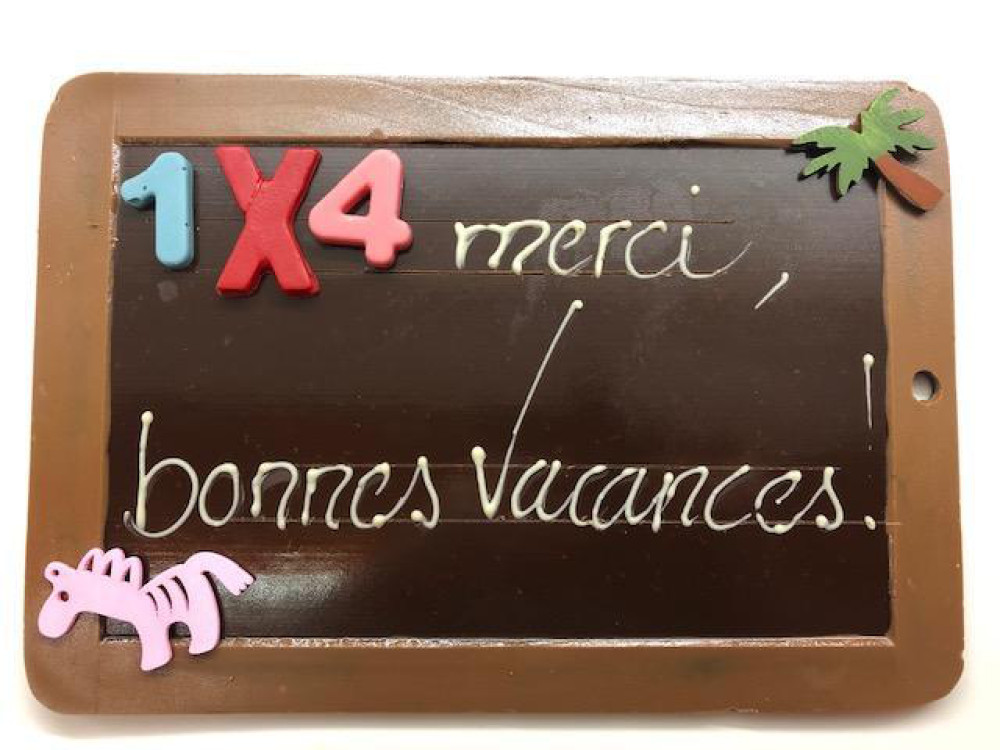 1X4 merci,
bonnes vacances!